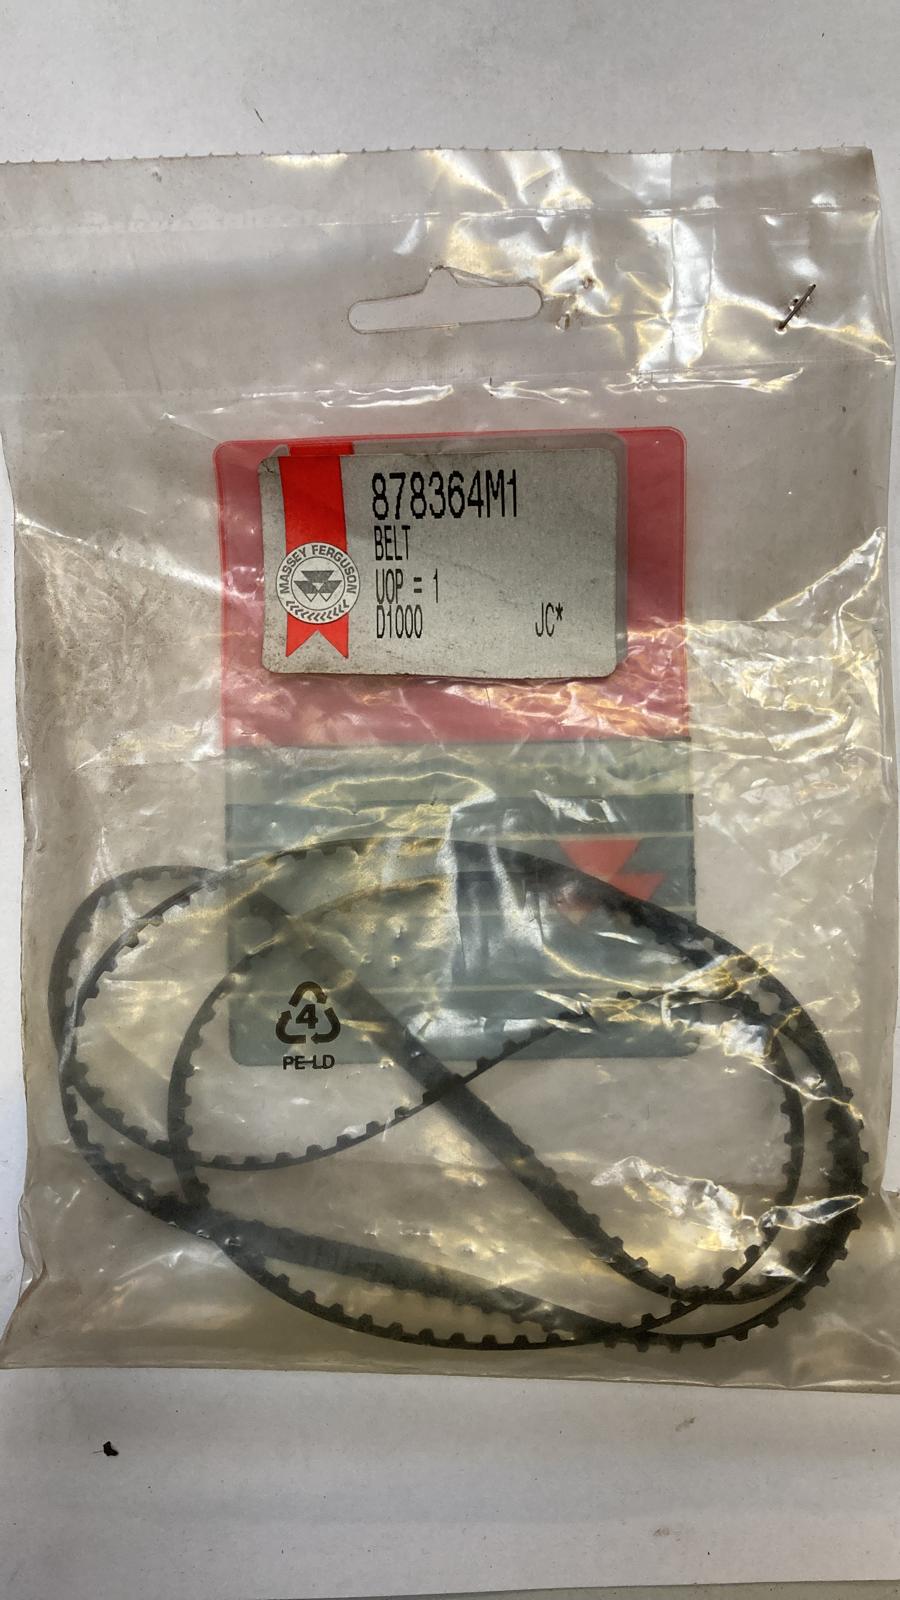 878364M1
BELT
MASSEY FERGUSON
UOP = 1
D1000 JC*
4
PE-LD